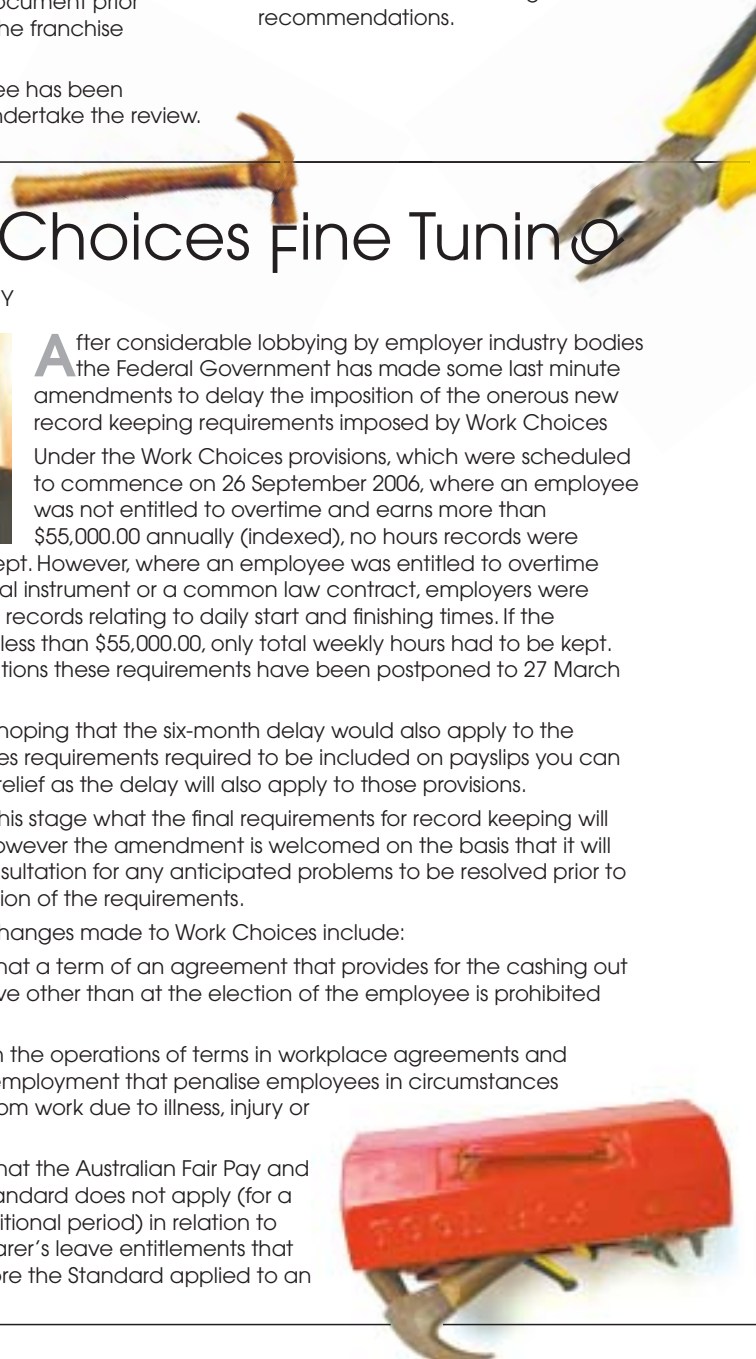 ocument prior
he franchise
ee has been
ndertake the review.
recommendations.
Choices Fine Tuning
Y
After considerable lobbying by employer industry bodies
the Federal Government has made some last minute
amendments to delay the imposition of the onerous new
record keeping requirements imposed by Work Choices
Under the Work Choices provisions, which were scheduled
to commence on 26 September 2006, where an employee
was not entitled to overtime and earns more than
$55,000.00 annually (indexed), no hours records were
ept. However, where an employee was entitled to overtime
al instrument or a common law contract, employers were
records relating to daily start and finishing times. If the
less than $55,000.00, only total weekly hours had to be kept.
tions these requirements have been postponed to 27 March
hoping that the six-month delay would also apply to the
es requirements required to be included on payslips you can
relief as the delay will also apply to those provisions.
his stage what the final requirements for record keeping will
owever the amendment is welcomed on the basis that it will
sultation for any anticipated problems to be resolved prior to
ion of the requirements.
hanges made to Work Choices include:
hat a term of an agreement that provides for the cashing out
ve other than at the election of the employee is prohibited
n the operations of terms in workplace agreements and
employment that penalise employees in circumstances
om work due to illness, injury or
hat the Australian Fair Pay and
andard does not apply (for a
itional period) in relation to
arer's leave entitlements that
ore the Standard applied to an
TOOL BOX